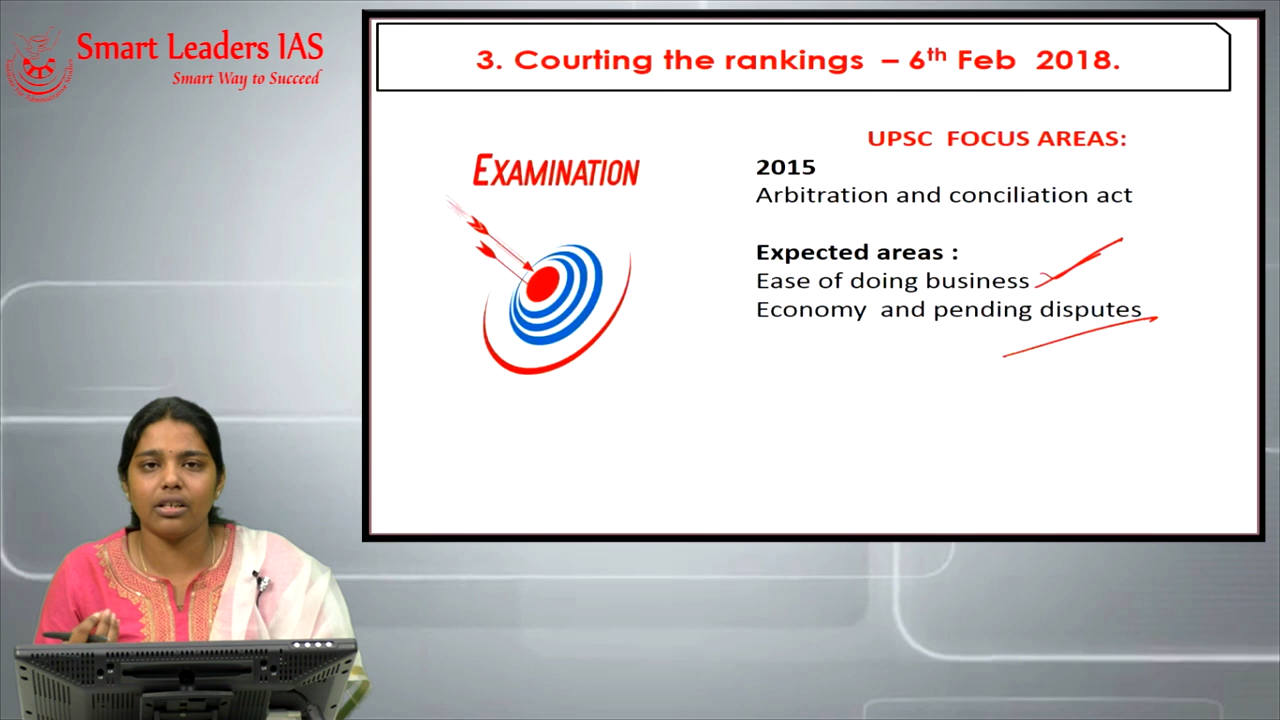 Smart Leaders IAS
Smart Way to Succeed
3. Courting the rankings – 6th Feb 2018.
EXAMINATION
UPSC FOCUS AREAS:
2015
Arbitration and conciliation act
Expected areas :
Ease of doing business
Economy and pending disputes